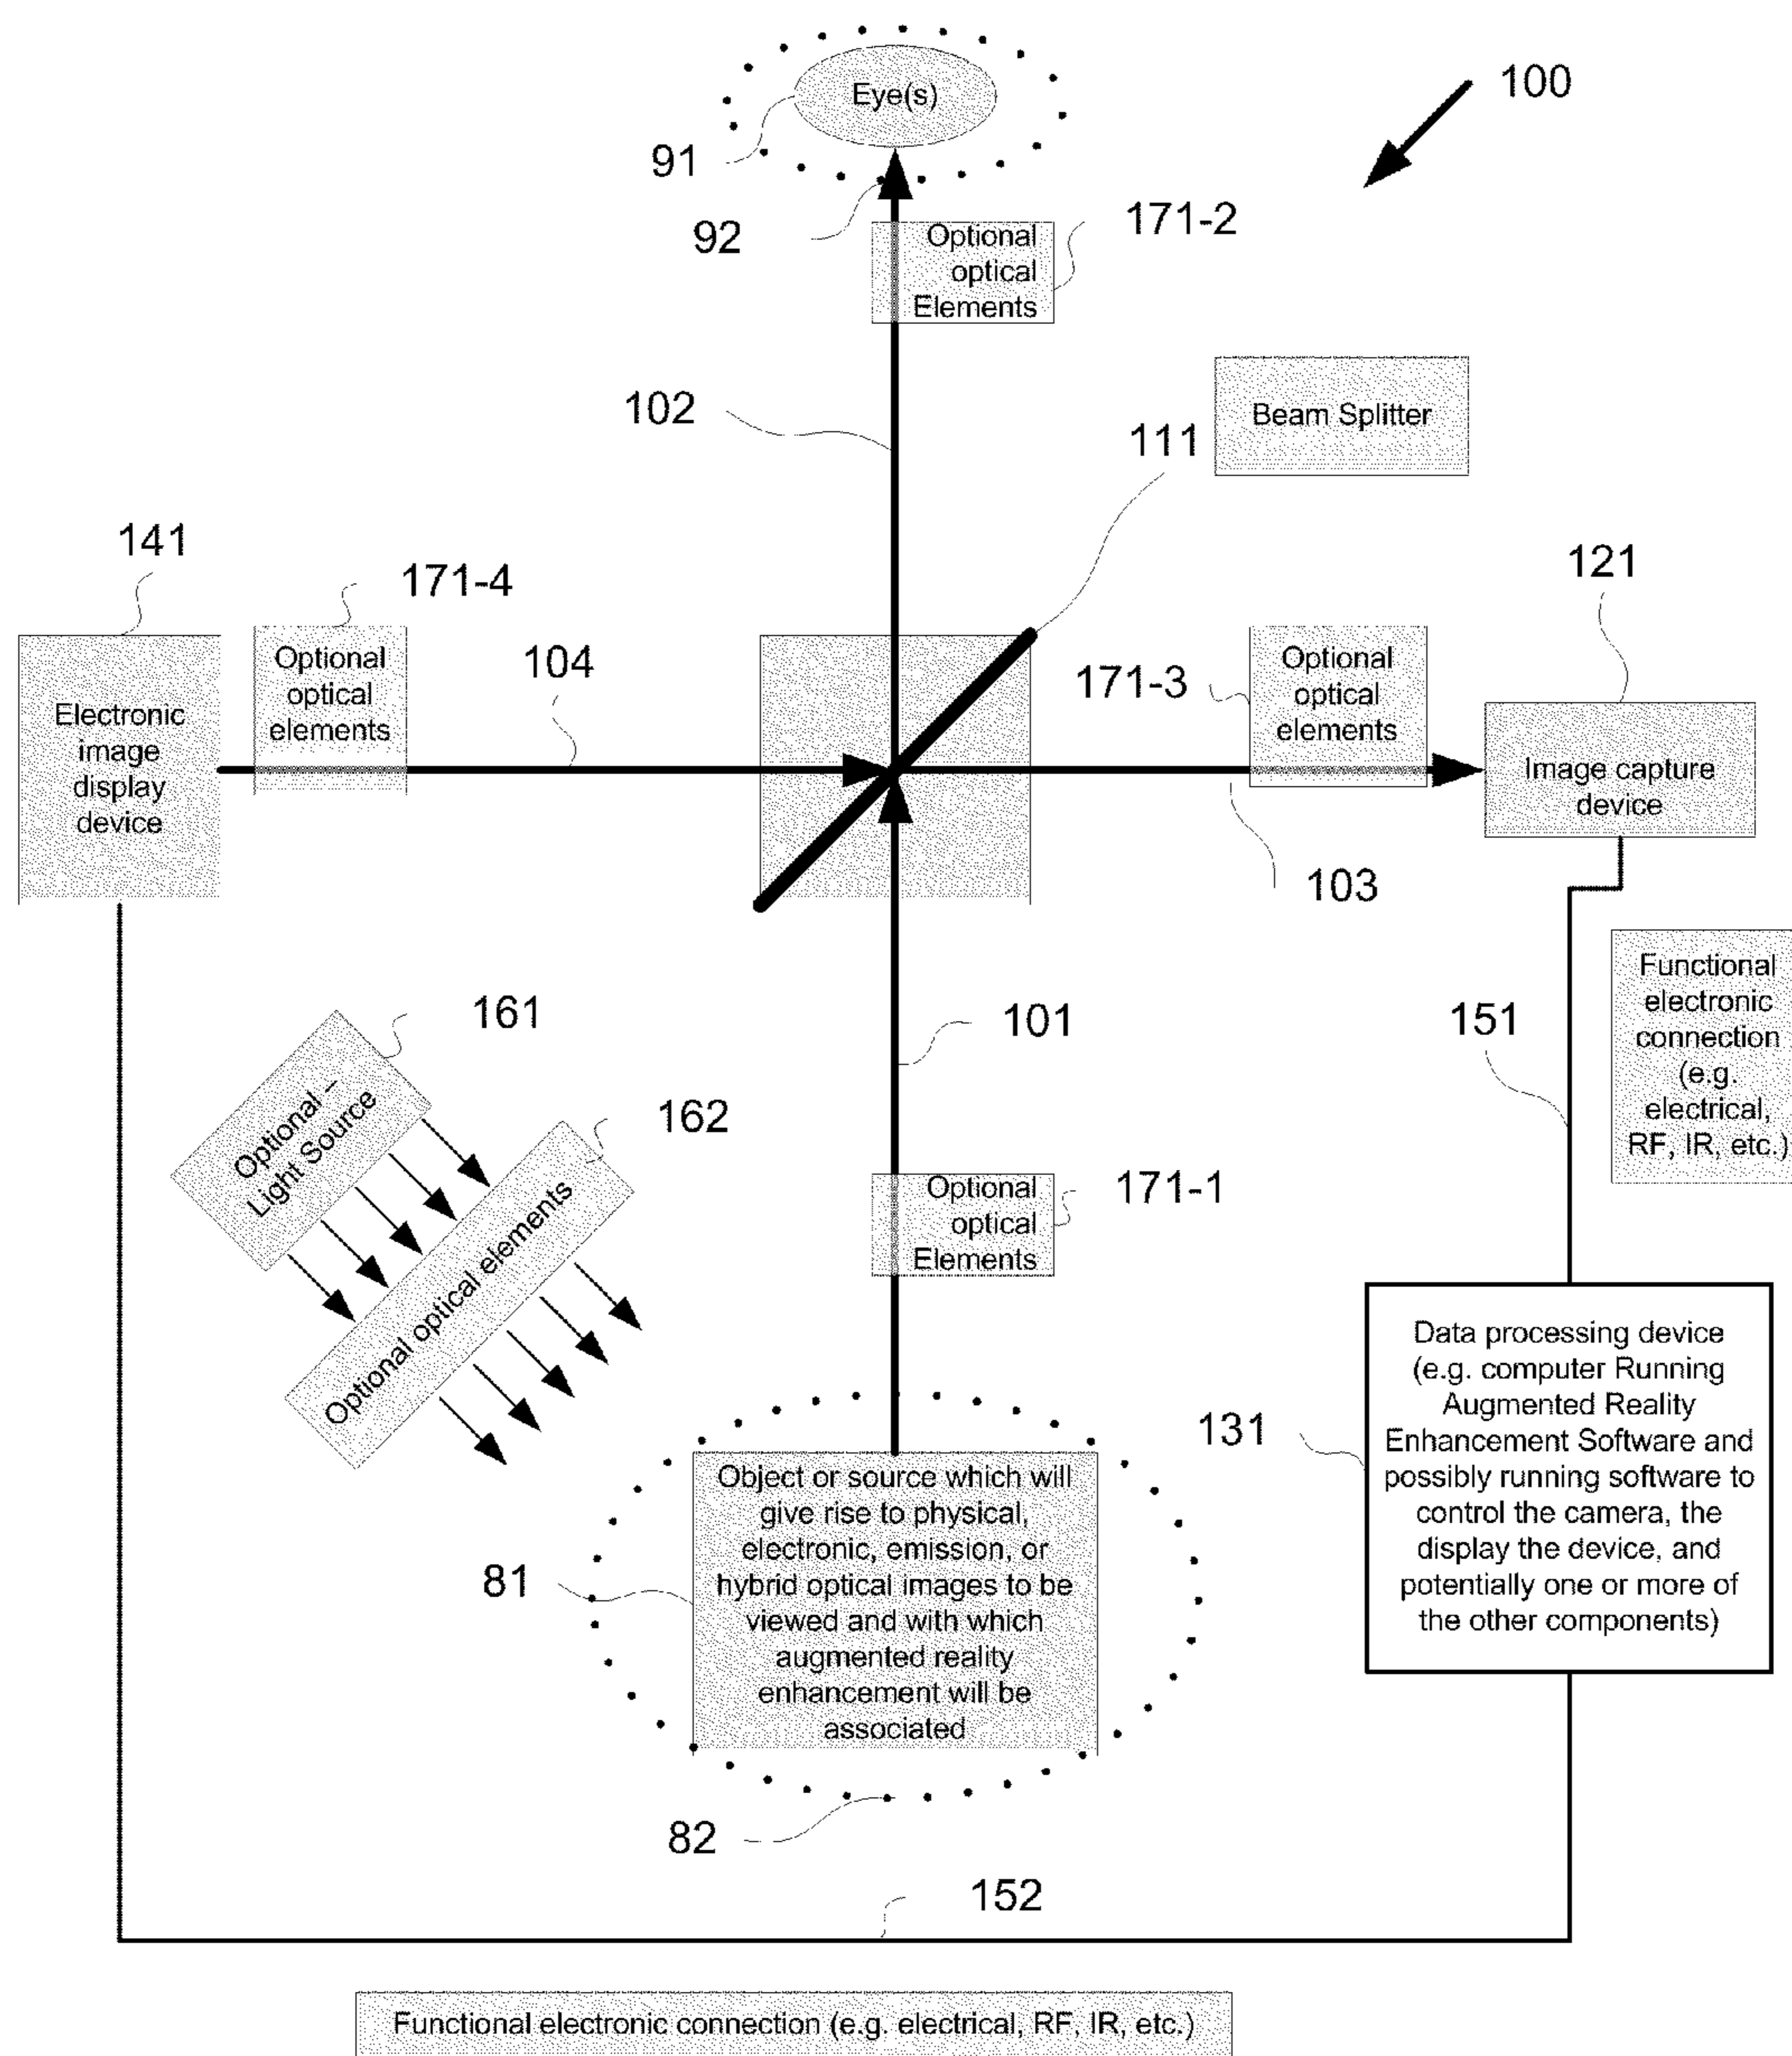 Eye(s)
100
91
92
171-2
Optional
optical
Elements
102
111
Beam Splitter
141
171-4
Optional
optical
elements
104
171-3
Optional
optical
elements
121
Electronic
image
display
device
Image capture
device
103
Functional
electronic
connection
(e.g.
electrical,
RF, IR, etc.)
161
Optional –
Light Source
162
Optional optical elements
101
151
171-1
Optional
optical
Elements
131
Data processing device
(e.g. computer Running
Augmented Reality
Enhancement Software and
possibly running software to
control the camera, the
display the device, and
potentially one or more of
the other components)
81
Object or source which will
give rise to physical,
electronic, emission, or
hybrid optical images to be
viewed and with which
augmented reality
enhancement will be
associated
82
152
Functional electronic connection (e.g. electrical, RF, IR, etc.)